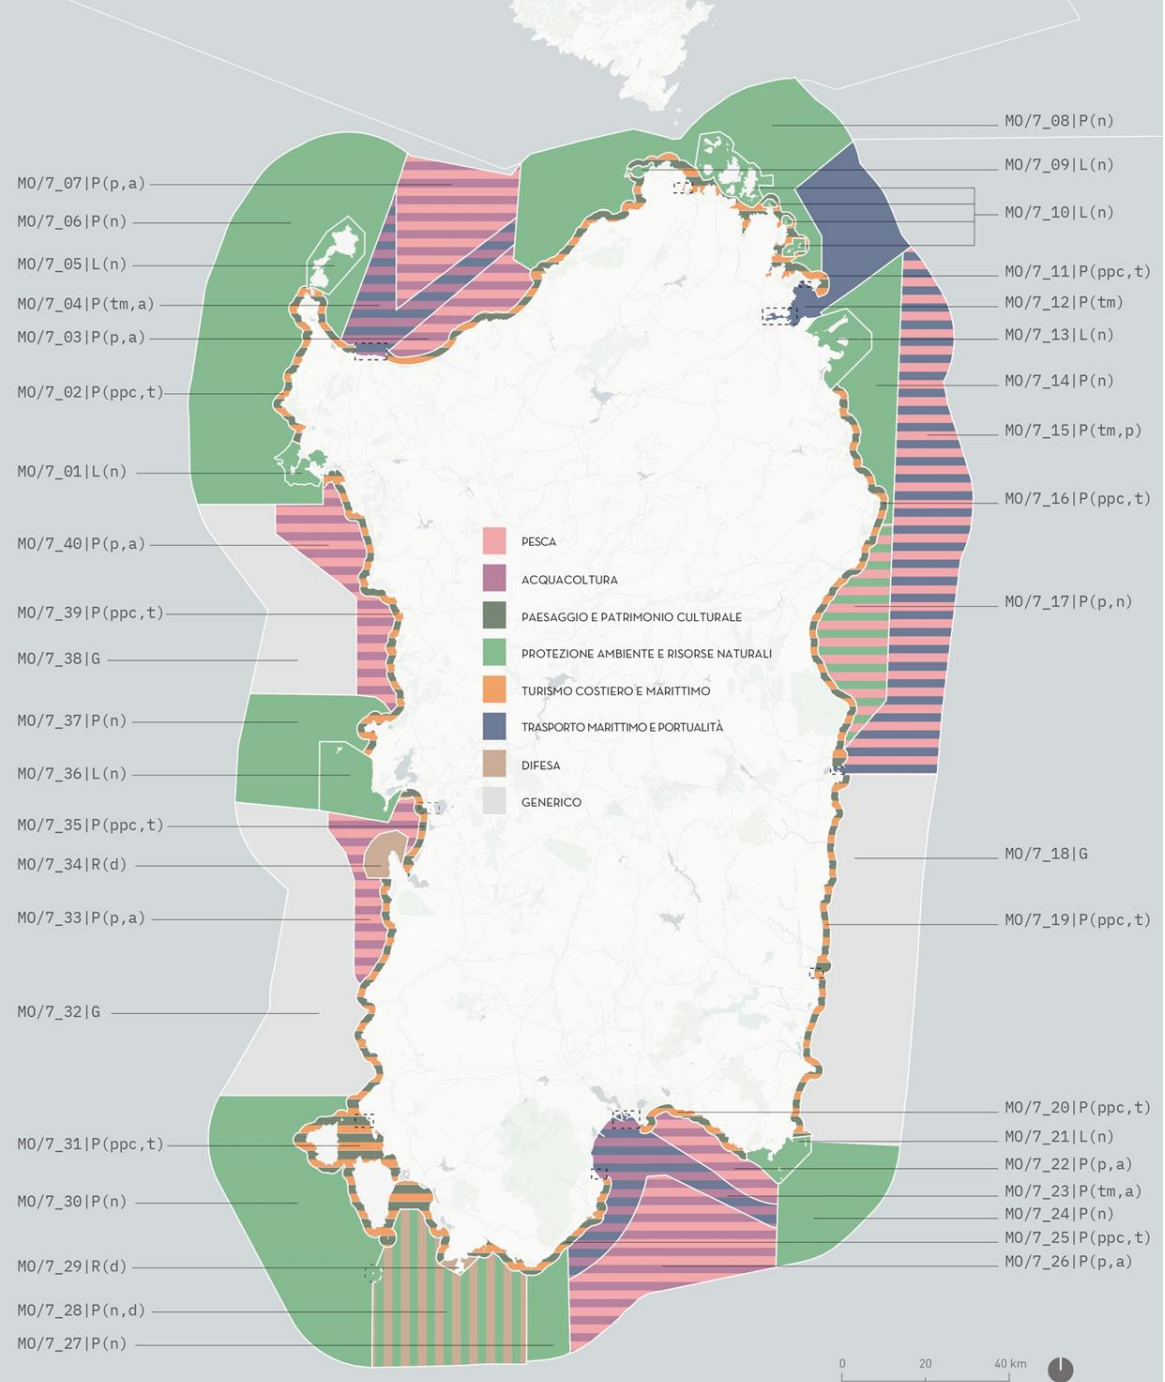 MO/7_07|P(p,a)
MO/7_06|P(n)
MO/7_05|L(n)
MO/7_04|P(tm,a)
MO/7_03|P(p,a)
MO/7_02|P(ppc,t)
MO/7_01|L(n)
MO/7_40|P(p,a)
MO/7_39|P(ppc,t)
MO/7_38|G
MO/7_37|P(n)
MO/7_36|L(n)
MO/7_35|P(ppc,t)
MO/7_34|R(d)
MO/7_33|P(p,a)
MO/7_32|G
MO/7_31|P(ppc,t)
MO/7_30|P(n)
MO/7_29|R(d)
MO/7_28|P(n,d)
MO/7_27|P(n)
PESCA
ACQUACOLTURA
PAESAGGIO E PATRIMONIO CULTURALE
PROTEZIONE AMBIENTE E RISORSE NATURALI
TURISMO COSTIERO E MARITTIMO
TRASPORTO MARITTIMO E PORTUALITÀ
DIFESA
GENERICO
MO/7_08|P(n)
MO/7_09|L(n)
MO/7_10|L(n)
MO/7_11|P(ppc,t)
MO/7_12|P(tm)
MO/7_13|L(n)
MO/7_14|P(n)
MO/7_15|P(tm,p)
MO/7_16|P(ppc,t)
MO/7_17|P(p,n)
MO/7_18|G
MO/7_19|P(ppc,t)
MO/7_20|P(ppc,t)
MO/7_21|L(n)
MO/7_22|P(p,a)
MO/7_23|P(tm,a)
MO/7_24|P(n)
MO/7_25|P(ppc,t)
MO/7_26|P(p,a)
0 20 40 km